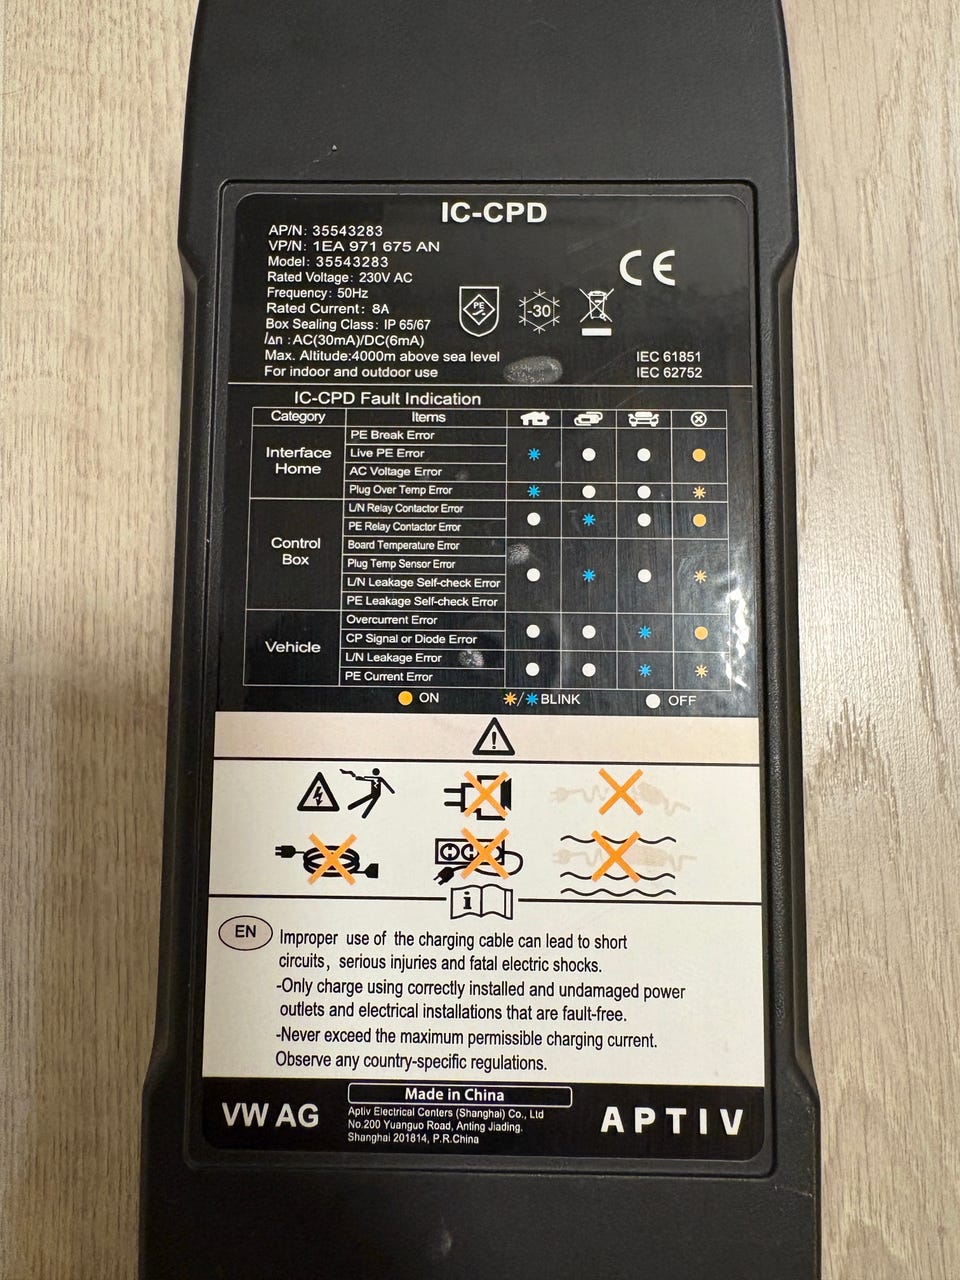 IC-CPD
AP/N: 35543283
VP/N: 1EA 971 675 AN
Model: 35543283
Rated Voltage: 230V AC
Frequency: 50Hz
Rated Current: 8A
Box Sealing Class: IP 65/67
IΔn :AC(30mA)/DC(6mA)
Max. Altitude:4000m above sea level
For indoor and outdoor use
CE
PE
-30
IEC 61851
IEC 62752
IC-CPD Fault Indication
Category Items
Interface Home
PE Break Error
Live PE Error
AC Voltage Error
Plug Over Temp Error
Control Box
L/N Relay Contactor Error
PE Relay Contactor Error
Board Temperature Error
Plug Temp Sensor Error
L/N Leakage Self-check Error
PE Leakage Self-check Error
Vehicle
Overcurrent Error
CP Signal or Diode Error
L/N Leakage Error
PE Current Error
ON / BLINK OFF
i
EN
Improper use of the charging cable can lead to short
circuits, serious injuries and fatal electric shocks.
-Only charge using correctly installed and undamaged power
outlets and electrical installations that are fault-free.
-Never exceed the maximum permissible charging current.
Observe any country-specific regulations.
VW AG
Made in China
Aptiv Electrical Centers (Shanghai) Co., Ltd
No.200 Yuanguo Road, Anting Jiading.
Shanghai 201814, P.R.China
APTIV